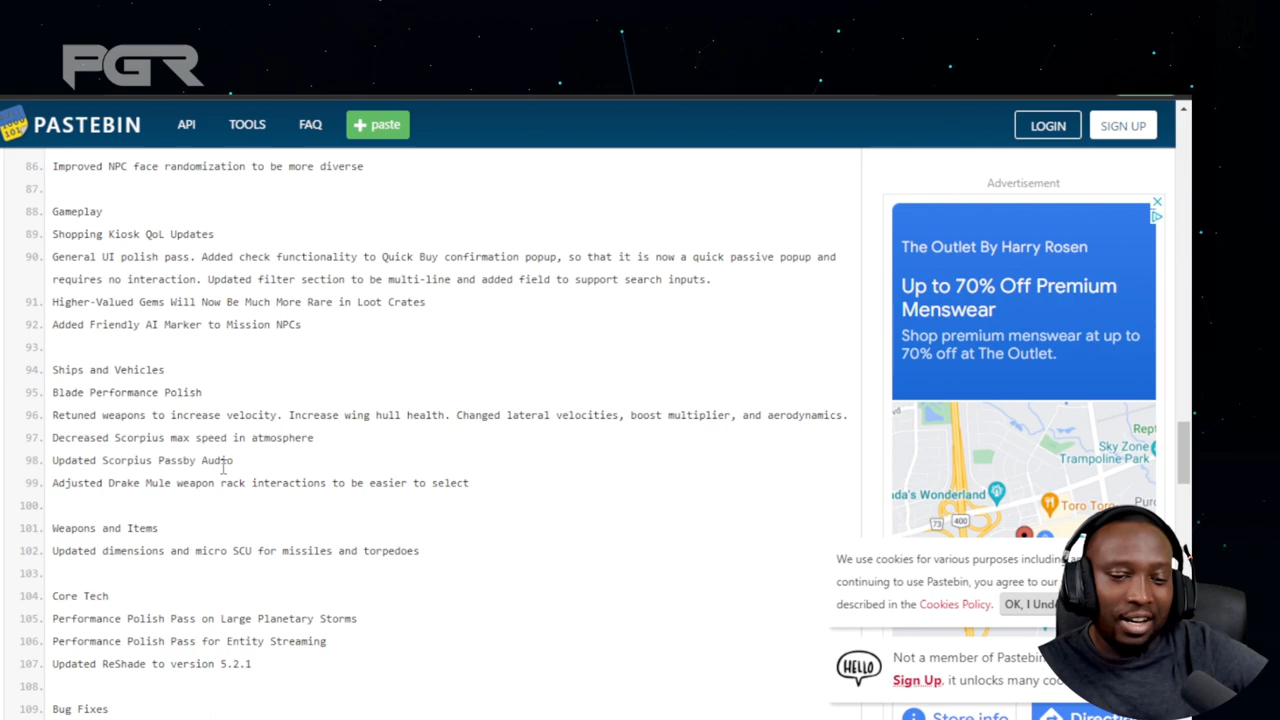 PGR
PASTEBIN API TOOLS FAQ + paste LOGIN SIGN UP
86. Improved NPC face randomization to be more diverse
87.
88. Gameplay
89. Shopping Kiosk QoL Updates
90. General UI polish pass. Added check functionality to Quick Buy confirmation popup, so that it is now a quick passive popup and
requires no interaction. Updated filter section to be multi-line and added field to support search inputs.
91. Higher-Valued Gems Will Now Be Much More Rare in Loot Crates
92. Added Friendly AI Marker to Mission NPCs
93.
94. Ships and Vehicles
95. Blade Performance Polish
96. Retuned weapons to increase velocity. Increase wing hull health. Changed lateral velocities, boost multiplier, and aerodynamics.
97. Decreased Scorpius max speed in atmosphere
98. Updated Scorpius Passby Audio
99. Adjusted Drake Mule weapon rack interactions to be easier to select
100.
101. Weapons and Items
102. Updated dimensions and micro SCU for missiles and torpedoes
103.
104. Core Tech
105. Performance Polish Pass on Large Planetary Storms
106. Performance Polish Pass for Entity Streaming
107. Updated ReShade to version 5.2.1
108.
109. Bug Fixes
Advertisement
The Outlet By Harry Rosen
Up to 70% Off Premium
Menswear
Shop premium menswear at up to
70% off at The Outlet.
Sky Zone
Trampoline Park
da's Wonderland
Toro Toro
73
400
We use cookies for various purposes including
continuing to use Pastebin, you agree to our
described in the Cookies Policy. OK, I Und
HELLO
Not a member of Pastebin
Sign Up, it unlocks many
Store info